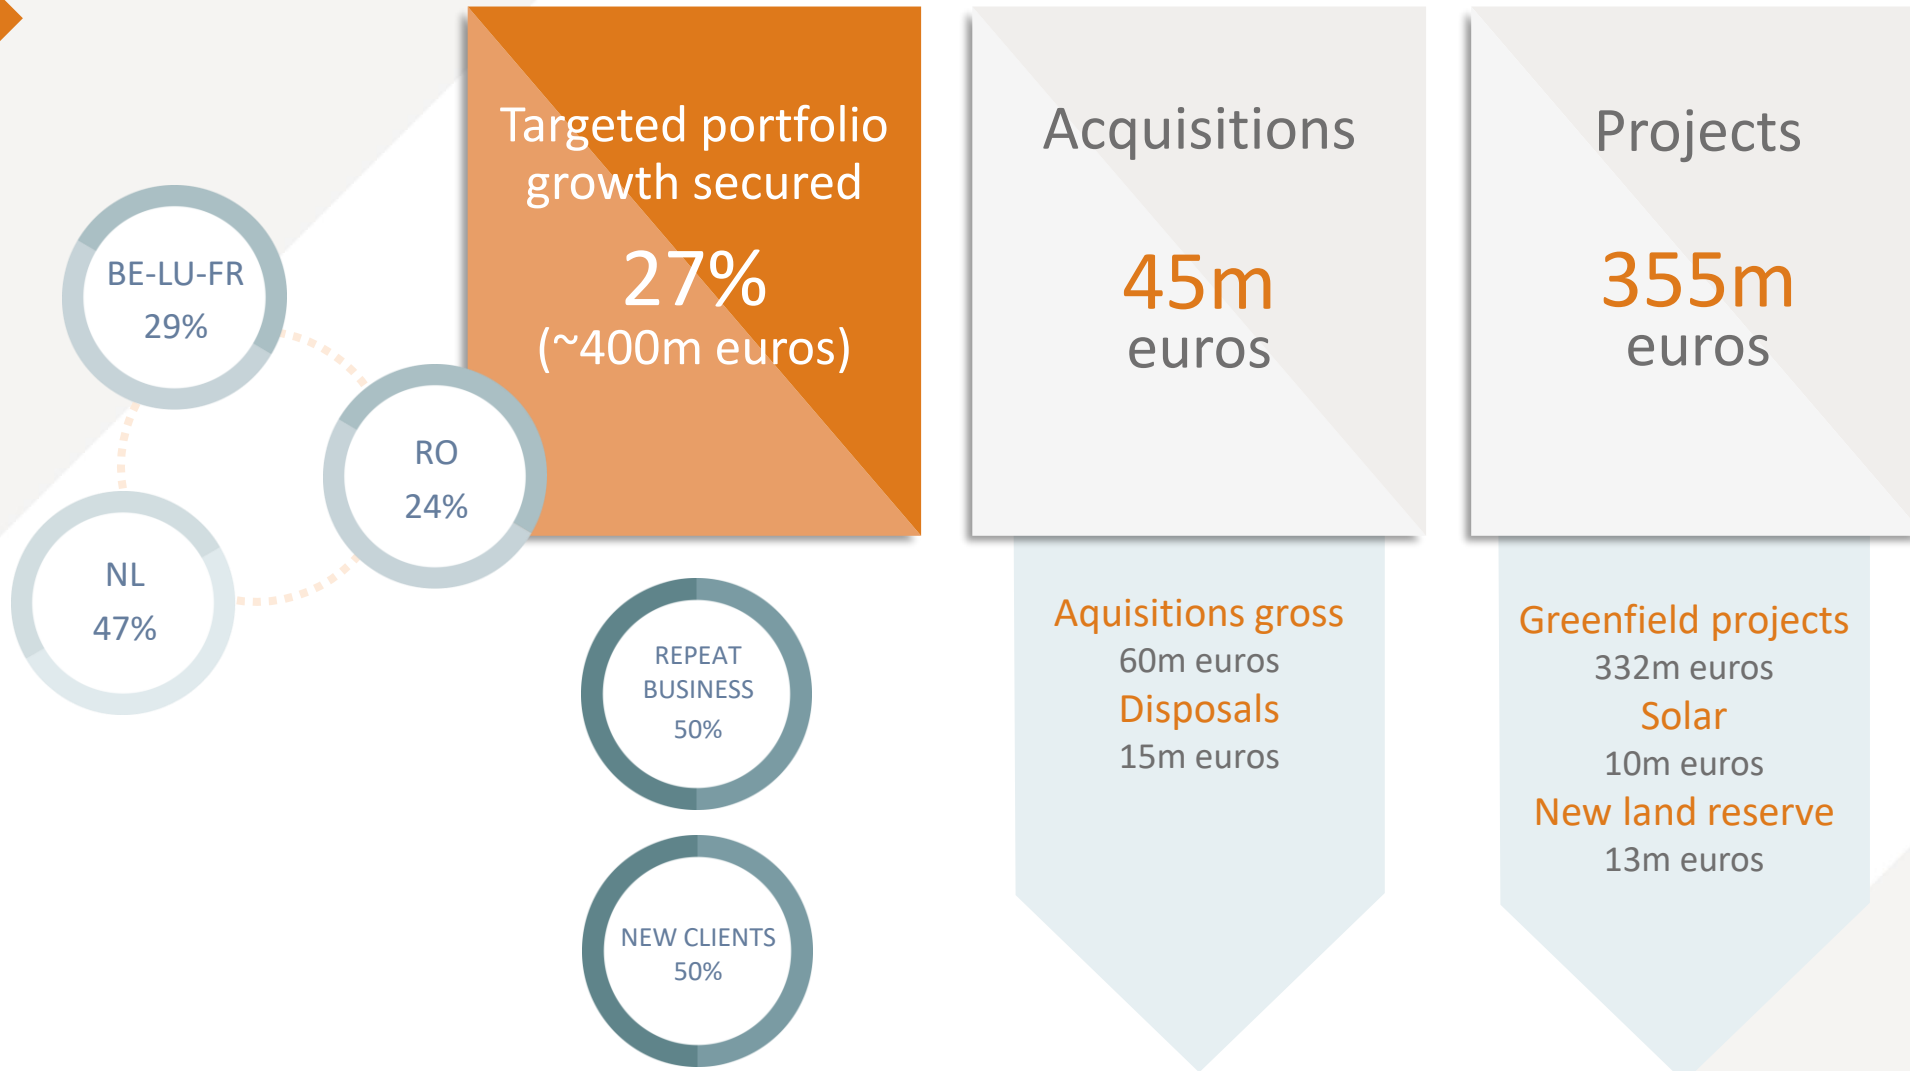 Targeted portfolio
growth secured
27%
(~400m euros)
BE-LU-FR
29%
RO
24%
NL
47%
REPEAT
BUSINESS
50%
NEW CLIENTS
50%
Acquisitions
45m
euros
Aquisitions gross
60m euros
Disposals
15m euros
Projects
355m
euros
Greenfield projects
332m euros
Solar
10m euros
New land reserve
13m euros